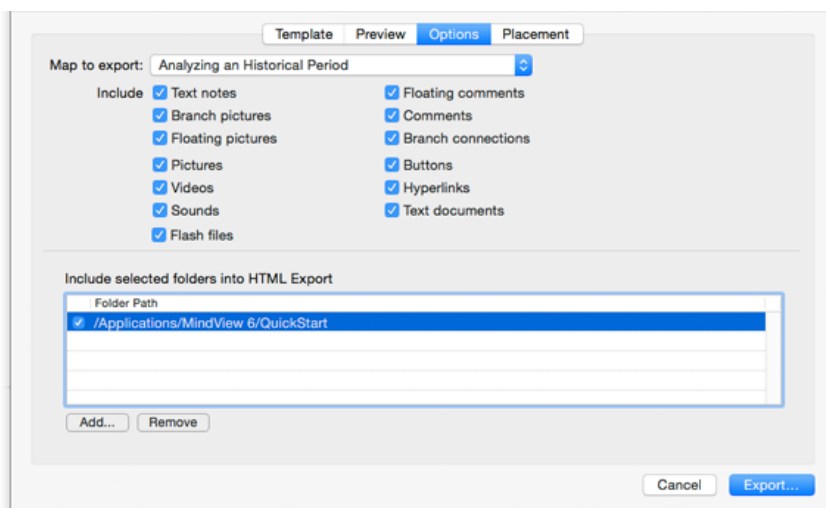 Template Preview Options Placement
Map to export: Analyzing an Historical Period
Include Text notes Floating comments
Branch pictures Comments
Floating pictures Branch connections
Pictures Buttons
Videos Hyperlinks
Sounds Text documents
Flash files
Include selected folders into HTML Export
Folder Path
/Applications/MindView 6/QuickStart
Add... Remove
Cancel Export...